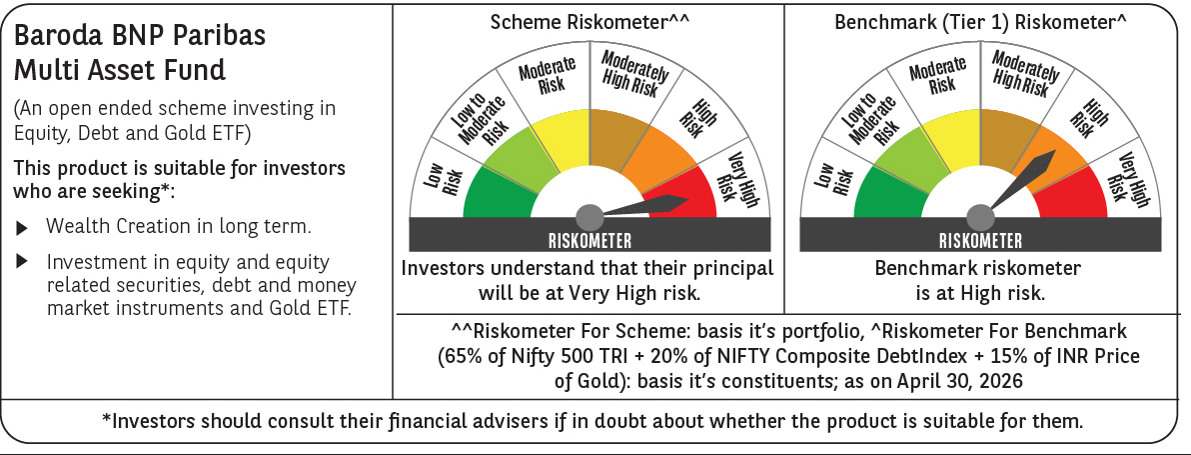 Baroda BNP Paribas
Multi Asset Fund
(An open ended scheme investing in
Equity, Debt and Gold ETF)
This product is suitable for investors
who are seeking*:
Wealth Creation in long term.
Investment in equity and equity
related securities, debt and money
market instruments and Gold ETF.
Scheme Riskometer^^
Low
Risk
Low to
Moderate
Risk
Moderate
Risk
Moderately
High Risk
High
Risk
Very High
Risk
RISKOMETER
Investors understand that their principal
will be at Very High risk.
Benchmark (Tier 1) Riskometer^
Low
Risk
Low to
Moderate
Risk
Moderate
Risk
Moderately
High Risk
High
Risk
Very High
Risk
RISKOMETER
Benchmark riskometer
is at High risk.
^^Riskometer For Scheme: basis it’s portfolio, ^Riskometer For Benchmark
(65% of Nifty 500 TRI + 20% of NIFTY Composite DebtIndex + 15% of INR Price
of Gold): basis it’s constituents; as on April 30, 2026
*Investors should consult their financial advisers if in doubt about whether the product is suitable for them.